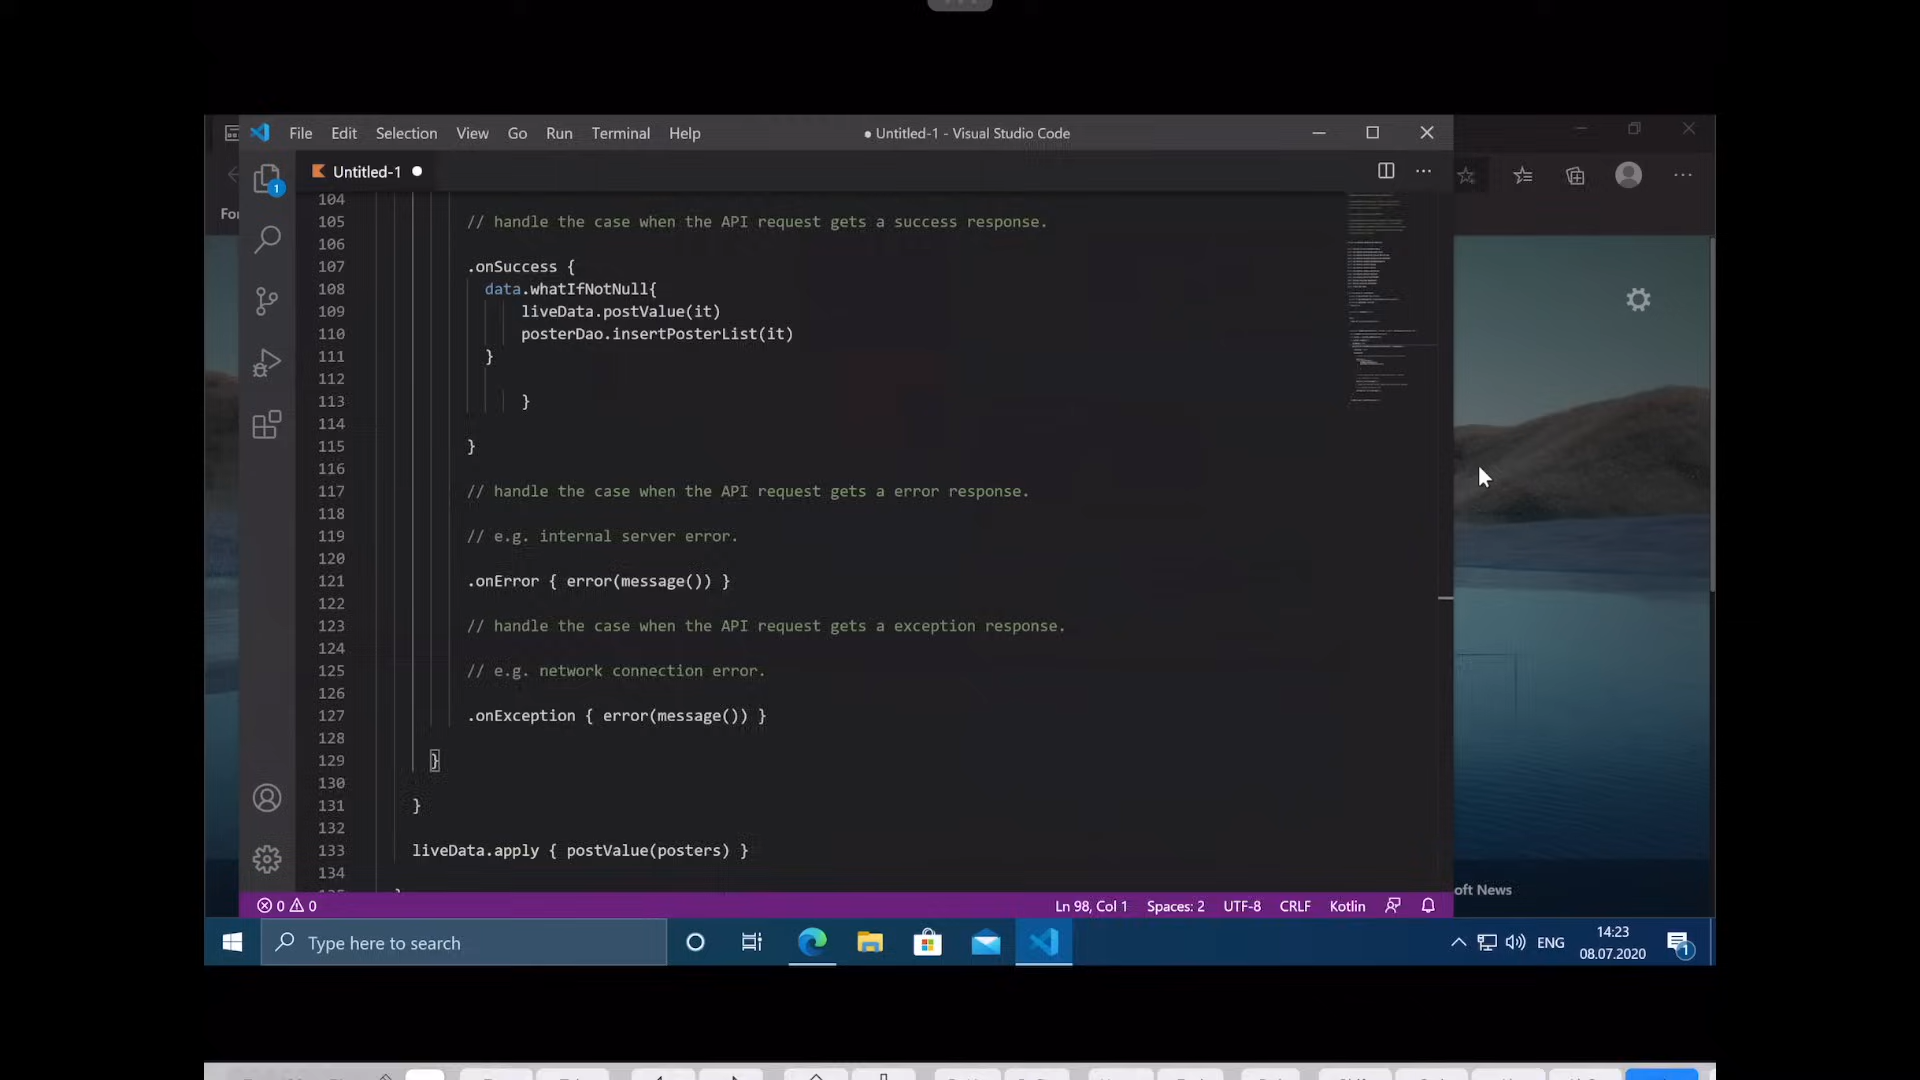 File Edit Selection View Go Run Terminal Help
● Untitled-1 - Visual Studio Code
Untitled-1 ●
1
For
104
105 // handle the case when the API request gets a success response.
106
107 .onSuccess {
108 data.whatIfNotNull{
109 liveData.postValue(it)
110 posterDao.insertPosterList(it)
111 }
112
113 }
114
115 }
116
117 // handle the case when the API request gets a error response.
118
119 // e.g. internal server error.
120
121 .onError { error(message()) }
122
123 // handle the case when the API request gets a exception response.
124
125 // e.g. network connection error.
126
127 .onException { error(message()) }
128
129 }
130
131 }
132
133 liveData.apply { postValue(posters) }
134
oft News
0 0 Ln 98, Col 1 Spaces: 2 UTF-8 CRLF Kotlin
Type here to search
ENG
14:23
08.07.2020
1